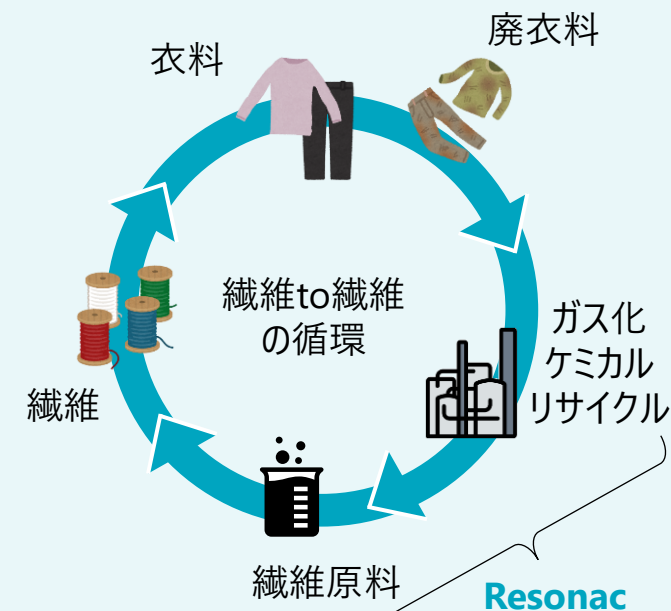 衣料
廃衣料
繊維to繊維
の循環
ガス化
ケミカル
リサイクル
繊維
繊維原料
Resonac